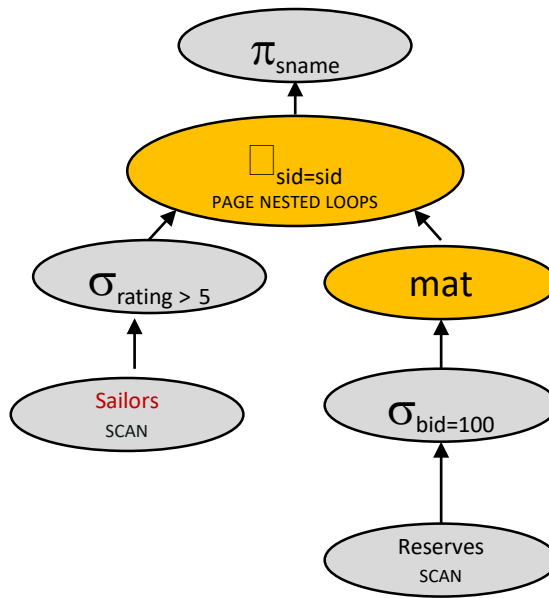 π sname
□ sid=sid
PAGE NESTED LOOPS
σ rating > 5
mat
Sailors
SCAN
σ bid=100
Reserves
SCAN